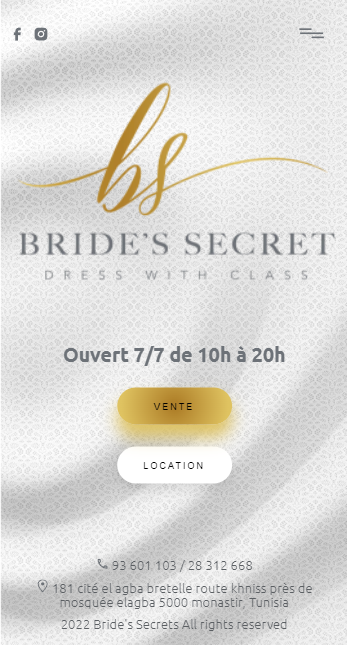 bs
BRIDE'S SECRET
DRESS WITH CLASS
Ouvert 7/7 de 10h à 20h
VENTE
LOCATION
93 601 103 / 28 312 668
181 cité el agba bretelle route khniss près de
mosquée elagba 5000 monastir, Tunisia
2022 Bride's Secrets All rights reserved